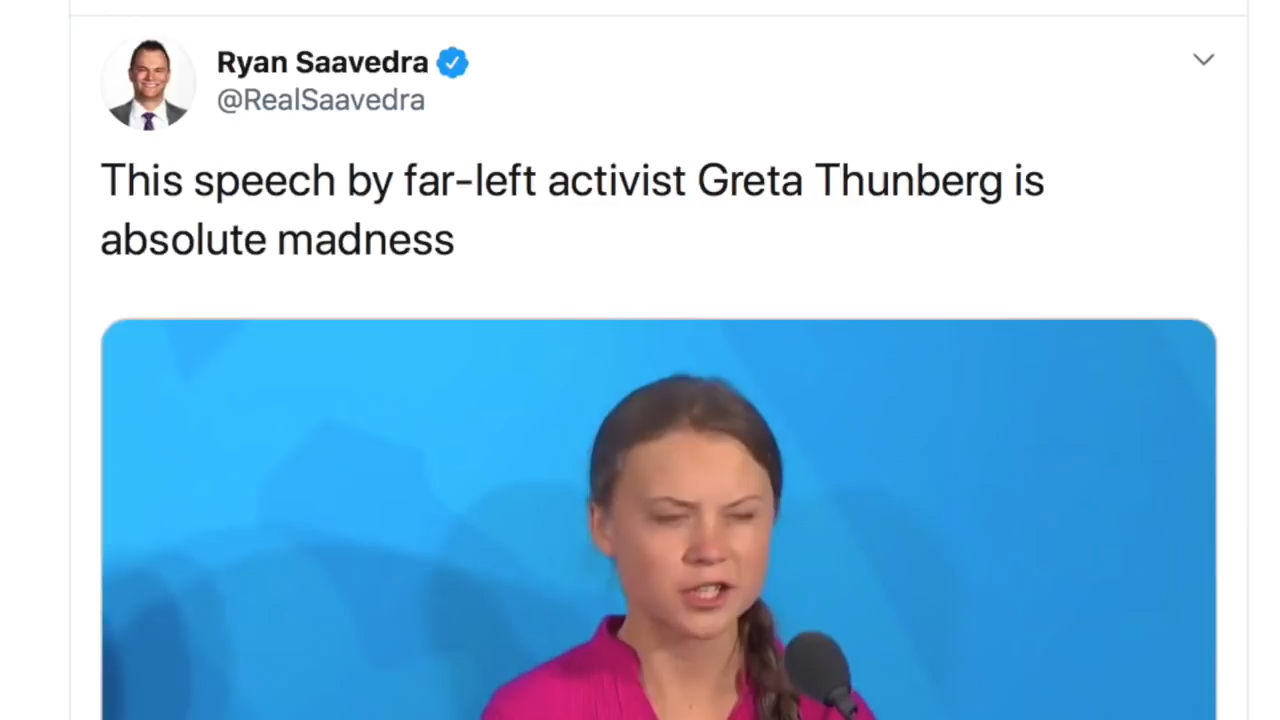 Ryan Saavedra
@RealSaavedra
This speech by far-left activist Greta Thunberg is
absolute madness